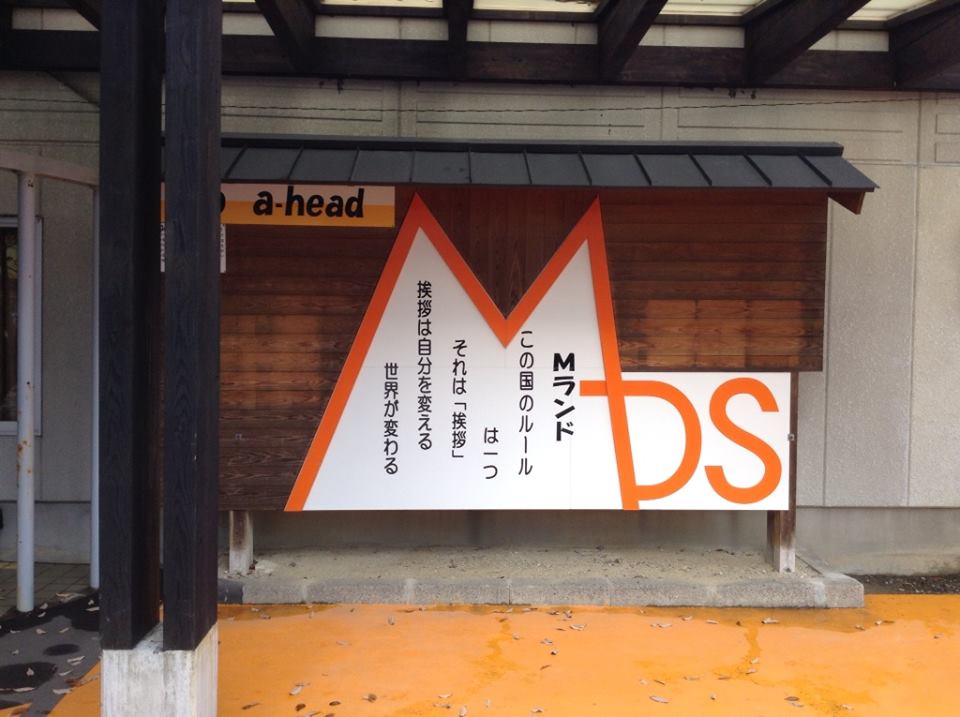 a-head
MDS
Mランド
この国のルール
は一つ
それは「挨拶」
挨拶は自分を変える
世界が変わる